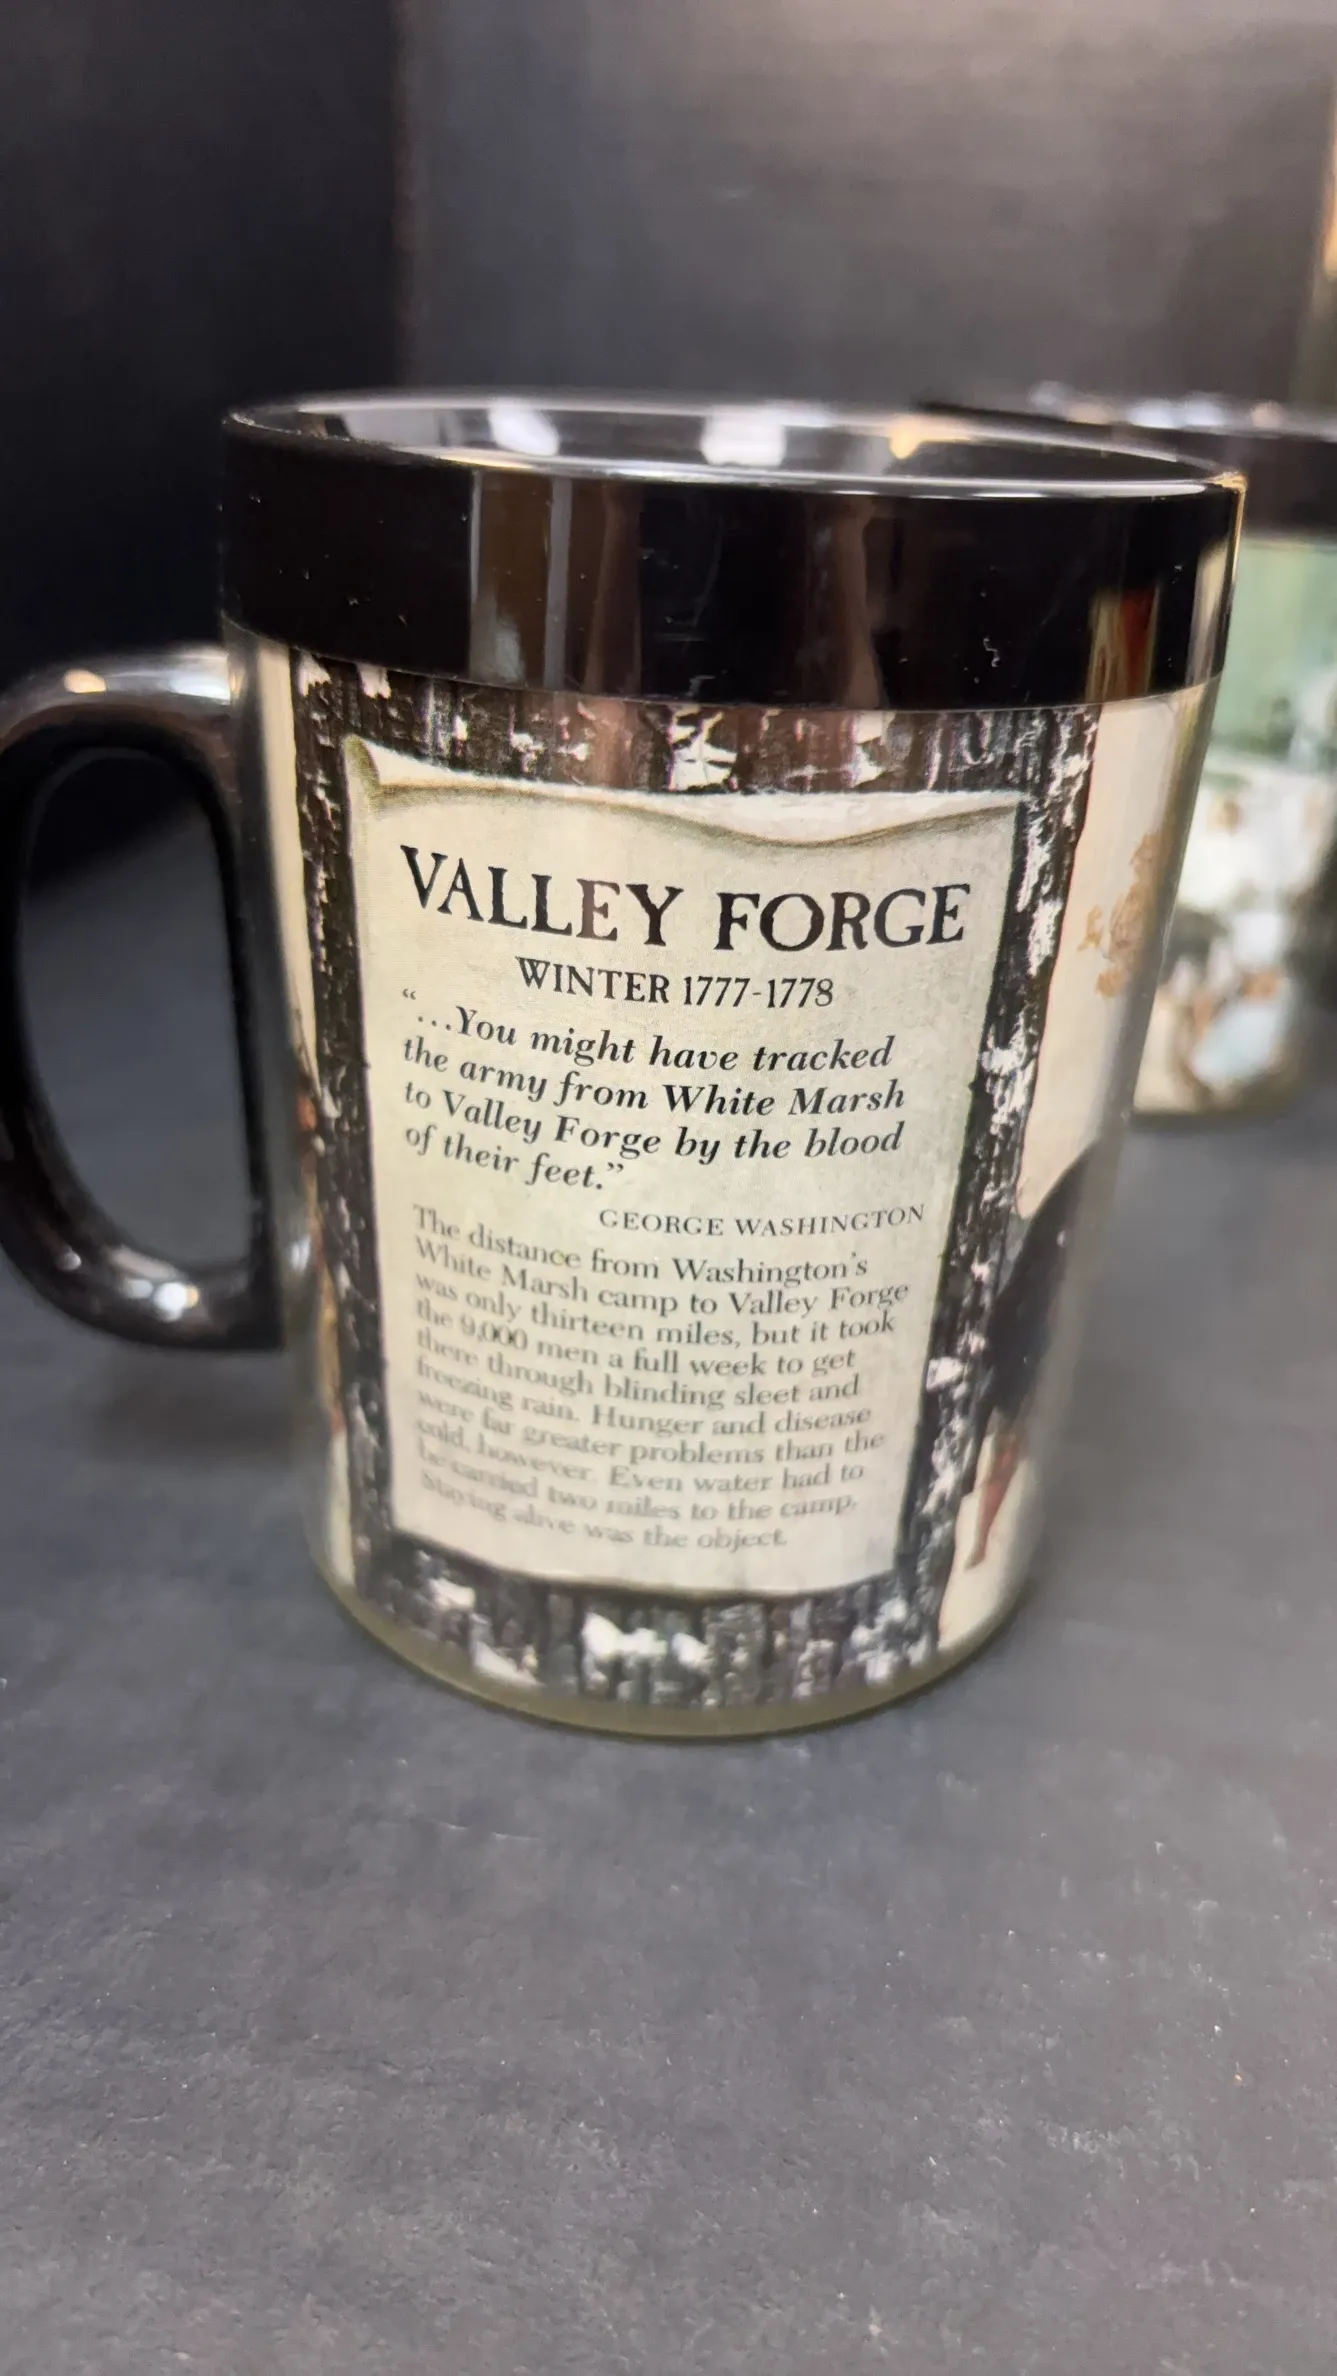 VALLEY FORGE
WINTER 1777-1778
“...You might have tracked
the army from White Marsh
to Valley Forge by the blood
of their feet.”
GEORGE WASHINGTON
The distance from Washington's
White Marsh camp to Valley Forge
was only thirteen miles, but it took
the 9,000 men a full week to get
there through blinding sleet and
freezing rain. Hunger and disease
were far greater problems than the
cold, however. Even water had to
be carried two miles to the camp.
Staying alive was the object.